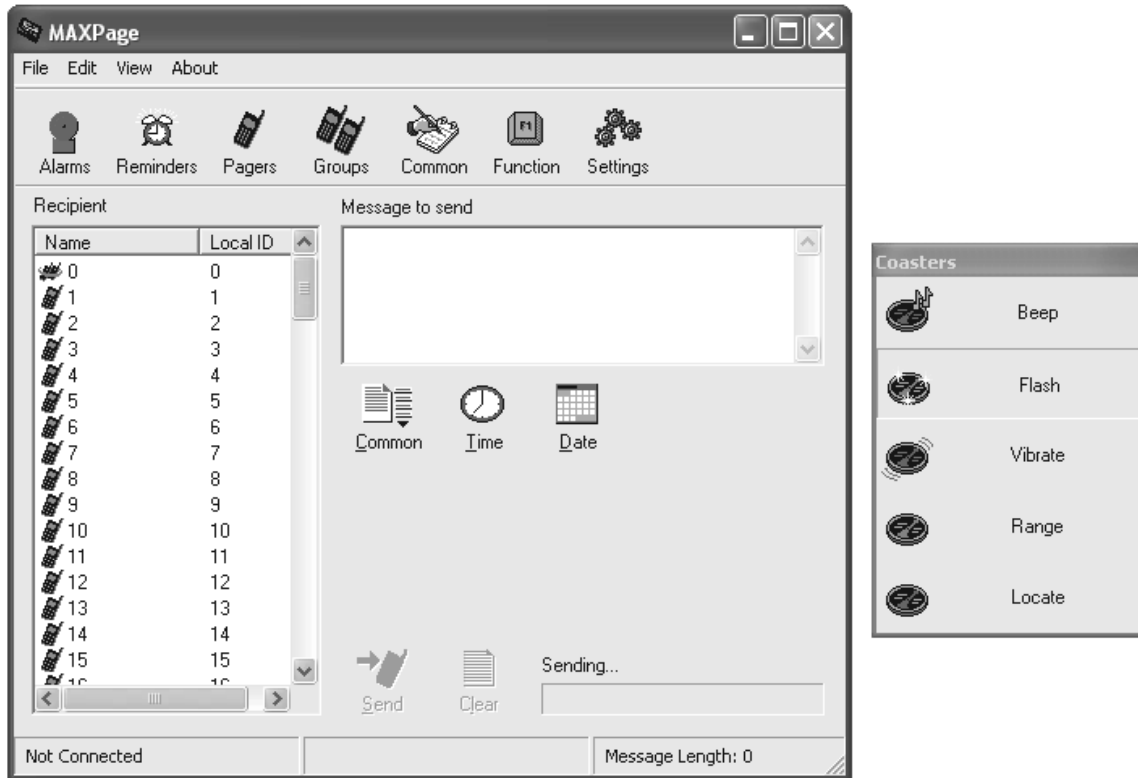 MAXPage
File Edit View About
Alarms Reminders Pagers Groups Common F1 Function Settings
Recipient
Name Local ID
0 0
1 1
2 2
3 3
4 4
5 5
6 6
7 7
8 8
9 9
10 10
11 11
12 12
13 13
14 14
15 15
Message to send
Common Time Date
Send Clear
Sending...
Not Connected
Message Length: 0
Coasters
Beep
Flash
Vibrate
Range
Locate